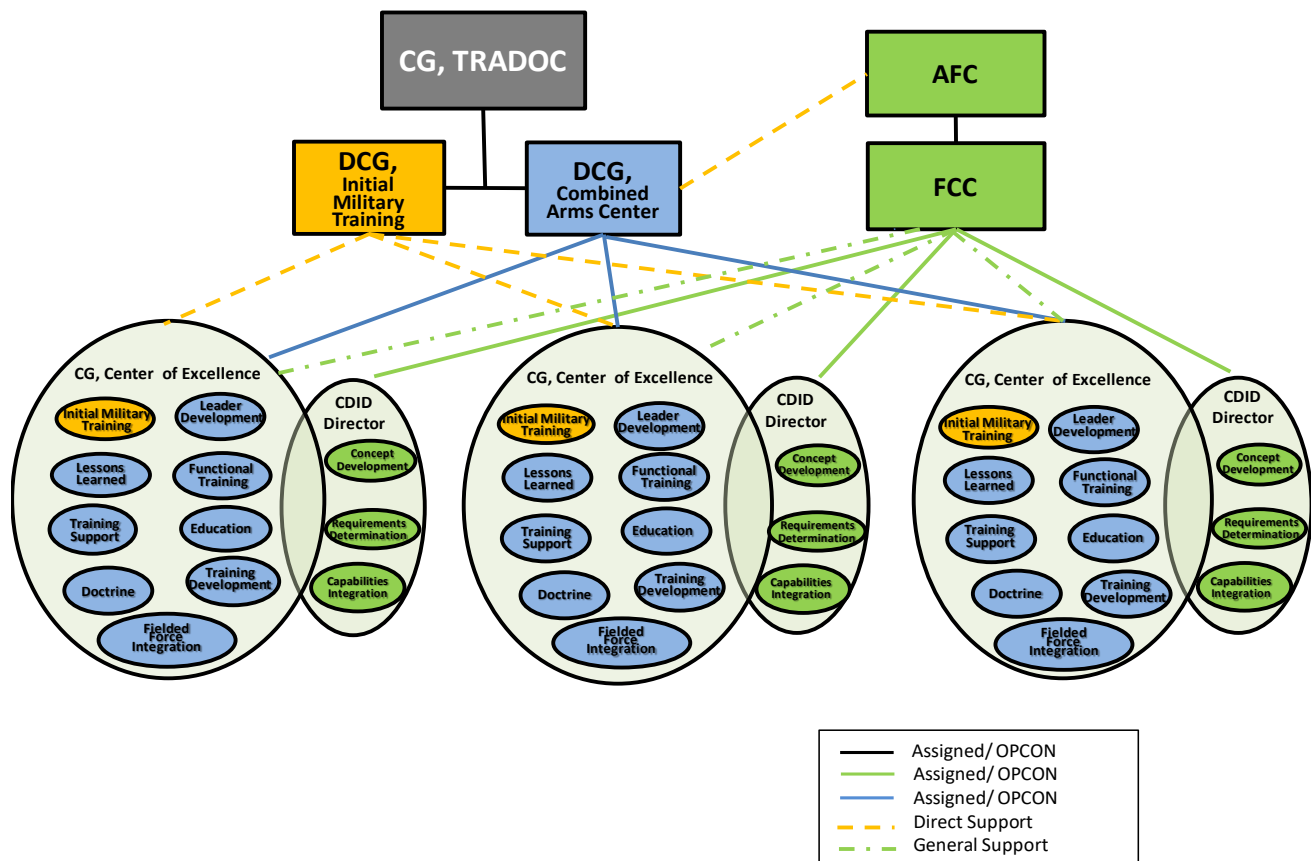 CG, TRADOC
AFC
DCG,
Initial
Military
Training
DCG,
Combined
Arms Center
FCC
CG, Center of Excellence
Initial Military
Training
Leader
Development
Lessons
Learned
Functional
Training
Training
Support
Education
Doctrine
Training
Development
Fielded
Force
Integration
CDID
Director
Concept
Development
Requirements
Determination
Capabilities
Integration
CG, Center of Excellence
Initial Military
Training
Leader
Development
Lessons
Learned
Functional
Training
Training
Support
Education
Doctrine
Training
Development
Fielded
Force
Integration
CDID
Director
Concept
Development
Requirements
Determination
Capabilities
Integration
CG, Center of Excellence
Initial Military
Training
Leader
Development
Lessons
Learned
Functional
Training
Training
Support
Education
Doctrine
Training
Development
Fielded
Force
Integration
CDID
Director
Concept
Development
Requirements
Determination
Capabilities
Integration
Assigned/ OPCON
Assigned/ OPCON
Assigned/ OPCON
Direct Support
General Support